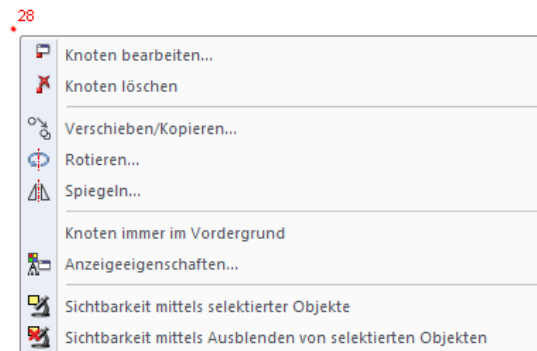 28
Knoten bearbeiten...
Knoten löschen
Verschieben/Kopieren...
Rotieren...
Spiegeln...
Knoten immer im Vordergrund
Anzeigeeigenschaften...
Sichtbarkeit mittels selektierter Objekte
Sichtbarkeit mittels Ausblenden von selektierten Objekten